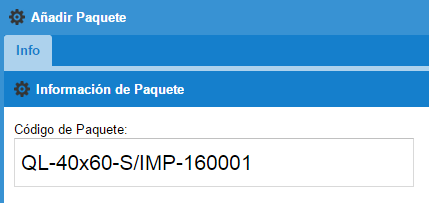 Añadir Paquete
Info
Información de Paquete
Código de Paquete:
QL-40x60-S/IMP-160001